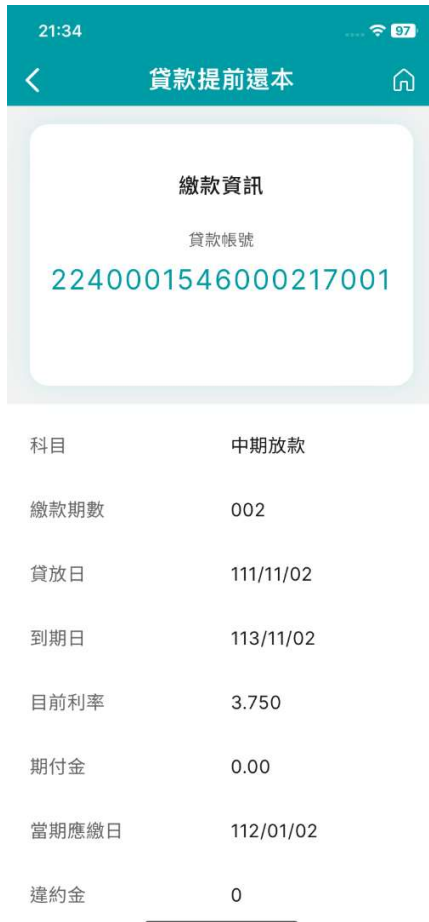 21:34
97
貸款提前還本
繳款資訊
貸款帳號
2240001546000217001
科目 中期放款
繳款期數 002
貸放日 111/11/02
到期日 113/11/02
目前利率 3.750
期付金 0.00
當期應繳日 112/01/02
違約金 0